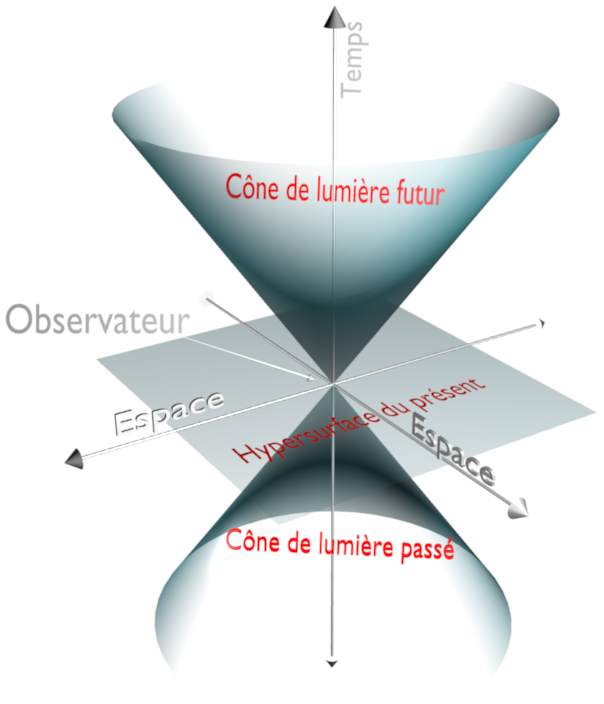 Temps
Cône de lumière futur
Observateur
Espace
Hypersurface du présent
Espace
Cône de lumière passé